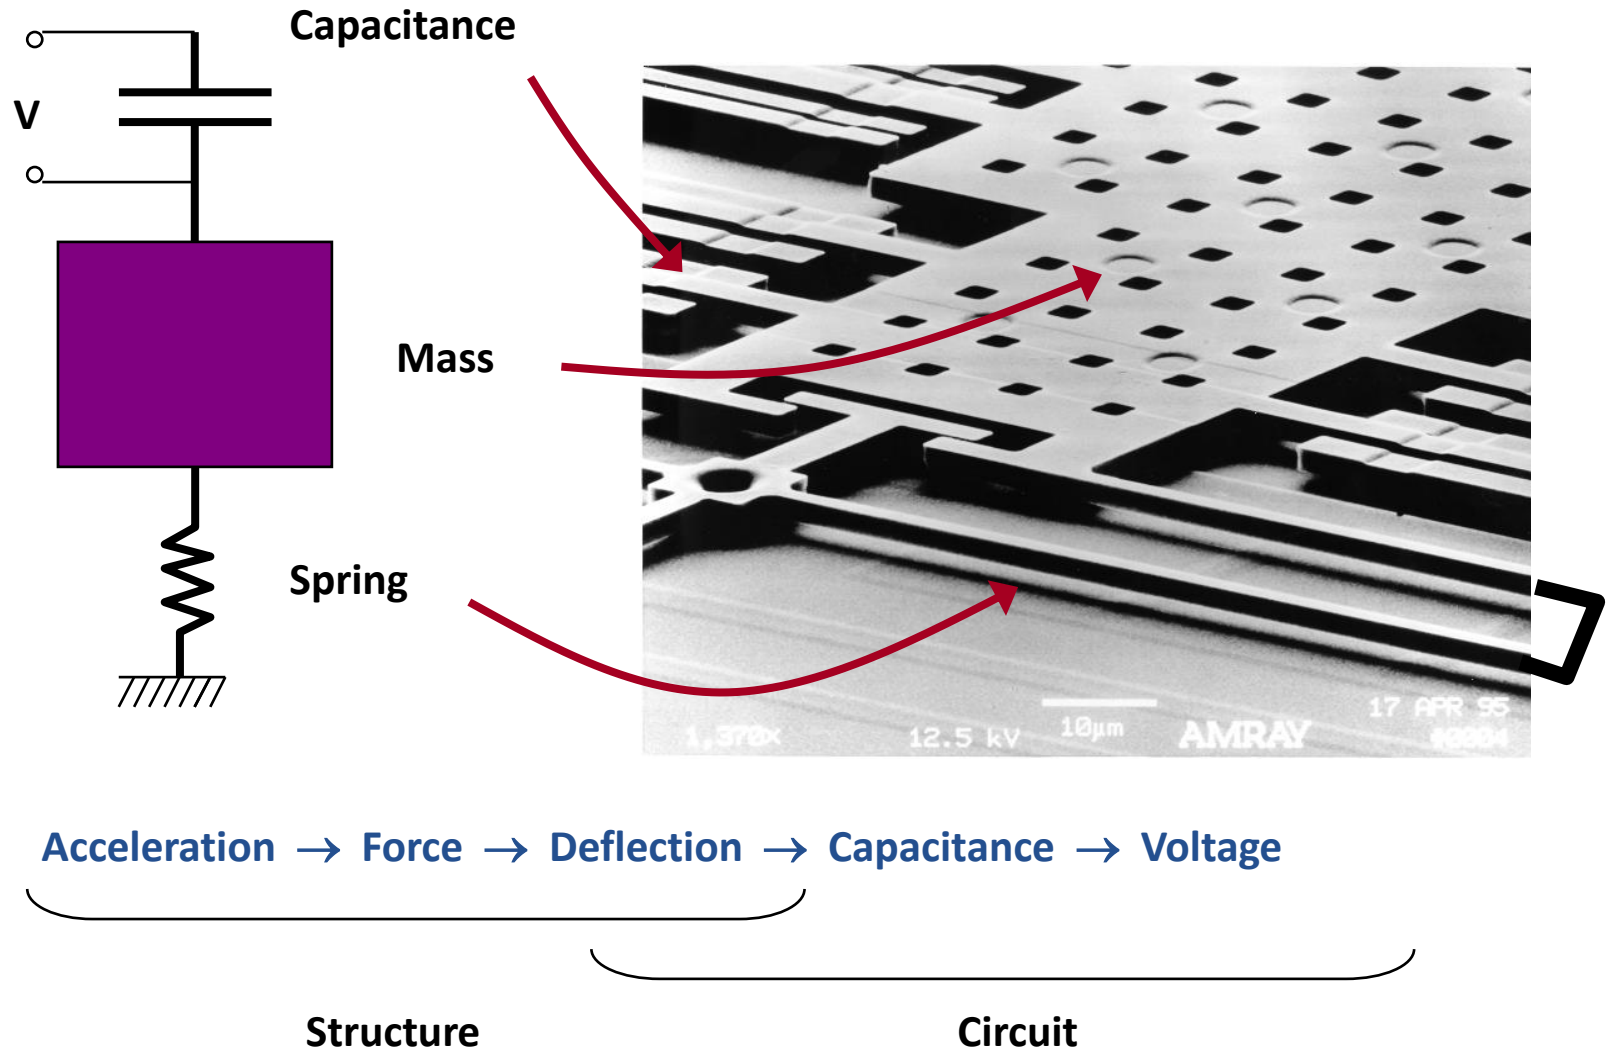 Capacitance
V
Mass
Spring
1,370X 12.5 kV 10µm AMRAY 17 APR 95
#0004
Acceleration → Force → Deflection → Capacitance → Voltage
Structure
Circuit